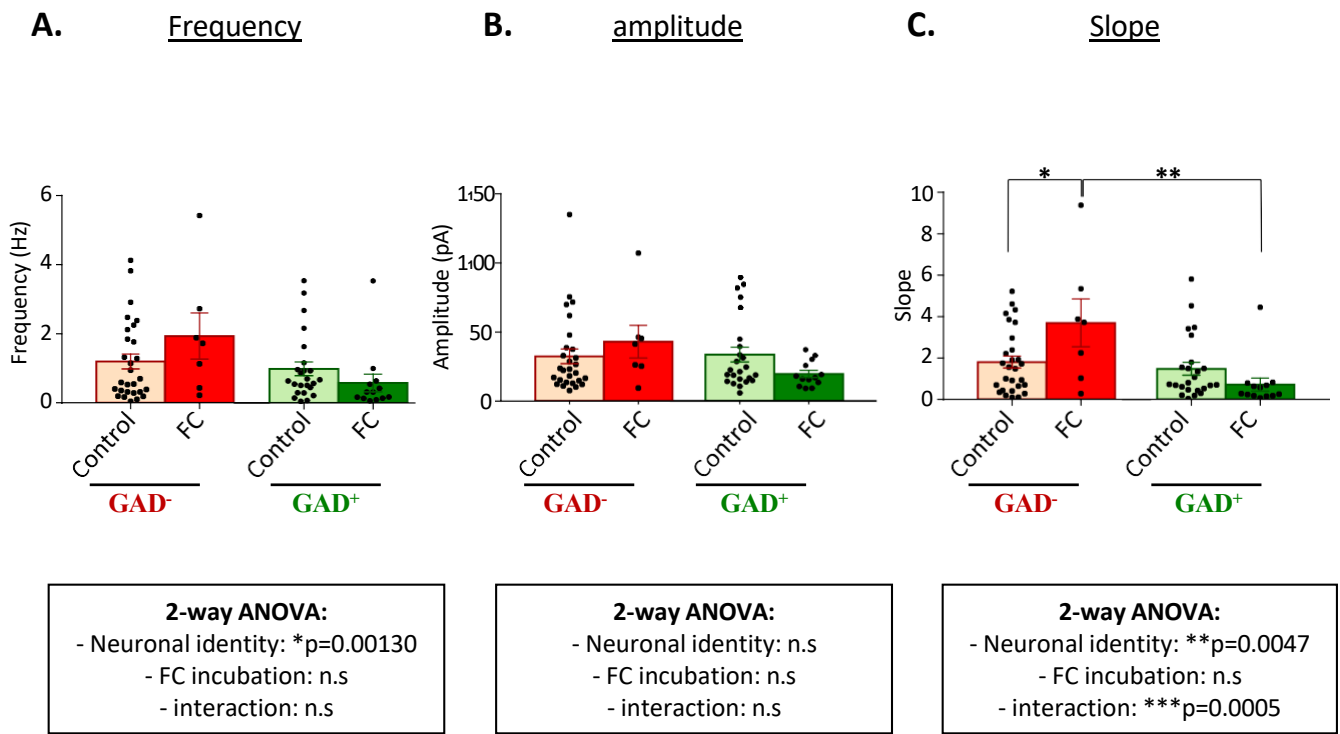 A. Frequency
B. amplitude
C. Slope
Frequency (Hz)
6
4
2
0
Control
FC
Control
FC
GAD-
GAD+
Amplitude (pA)
150
100
50
0
Control
FC
Control
FC
GAD-
GAD+
* **
Slope
10
8
6
4
2
0
Control
FC
Control
FC
GAD-
GAD+
2-way ANOVA:
- Neuronal identity: *p=0.00130
- FC incubation: n.s
- interaction: n.s
2-way ANOVA:
- Neuronal identity: n.s
- FC incubation: n.s
- interaction: n.s
2-way ANOVA:
- Neuronal identity: **p=0.0047
- FC incubation: n.s
- interaction: ***p=0.0005